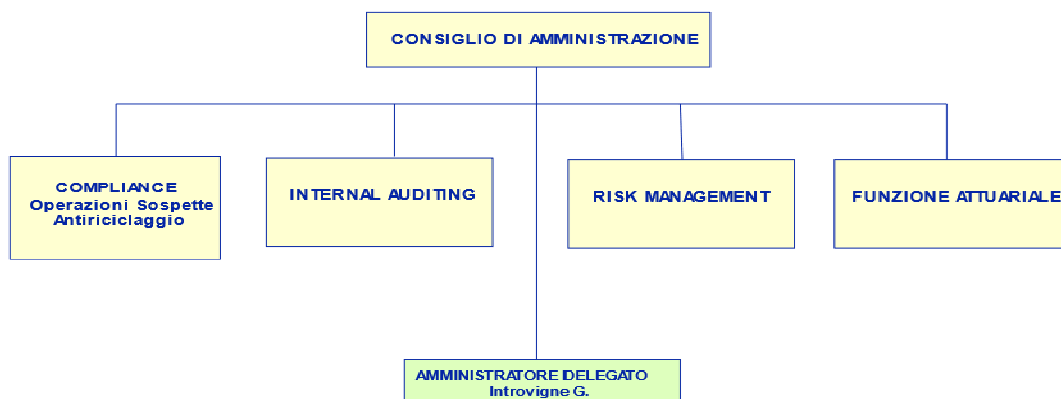 CONSIGLIO DI AMMINISTRAZIONE
COMPLIANCE
Operazioni Sospette
Antiriciclaggio
INTERNAL AUDITING
RISK MANAGEMENT
FUNZIONE ATTUARIALE
AMMINISTRATORE DELEGATO
Introvigne G.